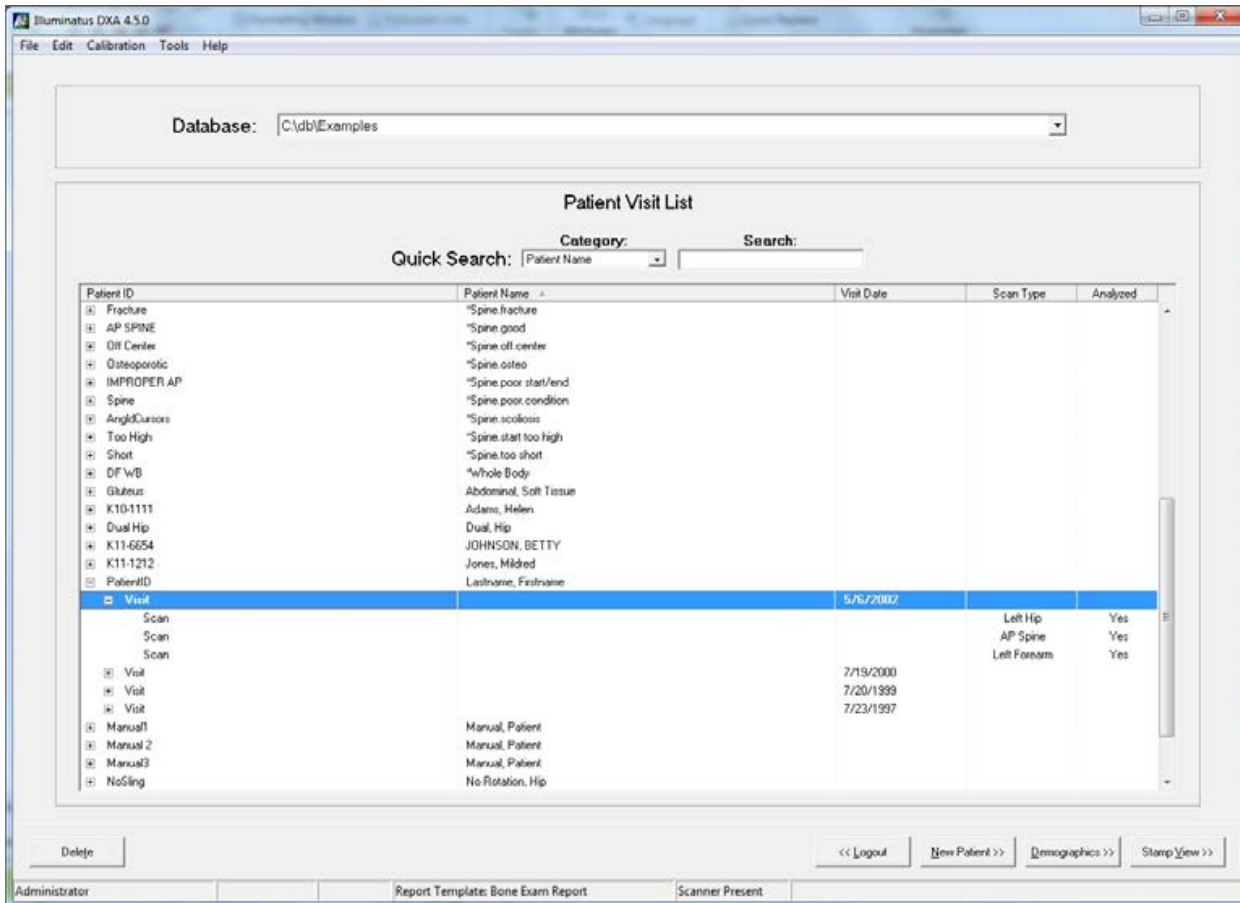 Illuminatus DXA 4.5.0
File Edit Calibration Tools Help
Database: C:\db\Examples
Patient Visit List
Category: Search:
Quick Search: Patient Name
Patient ID Patient Name Visit Date Scan Type Analyzed
Fracture *Spine.fracture
AP SPINE *Spine.good
Off Center *Spine.off.center
Osteoporotic *Spine.osteo
IMPROPER AP *Spine.poor start/end
Spine *Spine.poor.condition
AngldCursors *Spine.scoliosis
Too High *Spine.start too high
Short *Spine.too short
DF WB *Whole Body
Gluteus Abdominal, Soft Tissue
K10-1111 Adams, Helen
Dual Hip Dual, Hip
K11-6654 JOHNSON, BETTY
K11-1212 Jones, Mildred
PatientID Lastname, Firstname
Visit 5/6/2002
Scan Left Hip Yes
Scan AP Spine Yes
Scan Left Forearm Yes
Visit 7/19/2000
Visit 7/20/1999
Visit 7/23/1997
Manual1 Manual, Patient
Manual 2 Manual, Patient
Manual3 Manual, Patient
NoSling No Rotation, Hip
Delete << Logout New Patient >> Demographics >> Stamp View >>
Administrator Report Template: Bone Exam Report Scanner Present